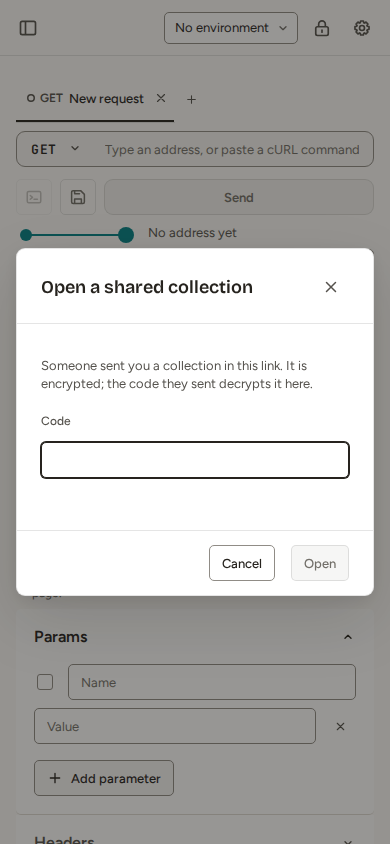 No environment
GET New request
GET Type an address, or paste a cURL command
Send
No address yet
Open a shared collection
Someone sent you a collection in this link. It is
encrypted; the code they sent decrypts it here.
Code
Cancel Open
Params
Name
Value
Add parameter
Headers